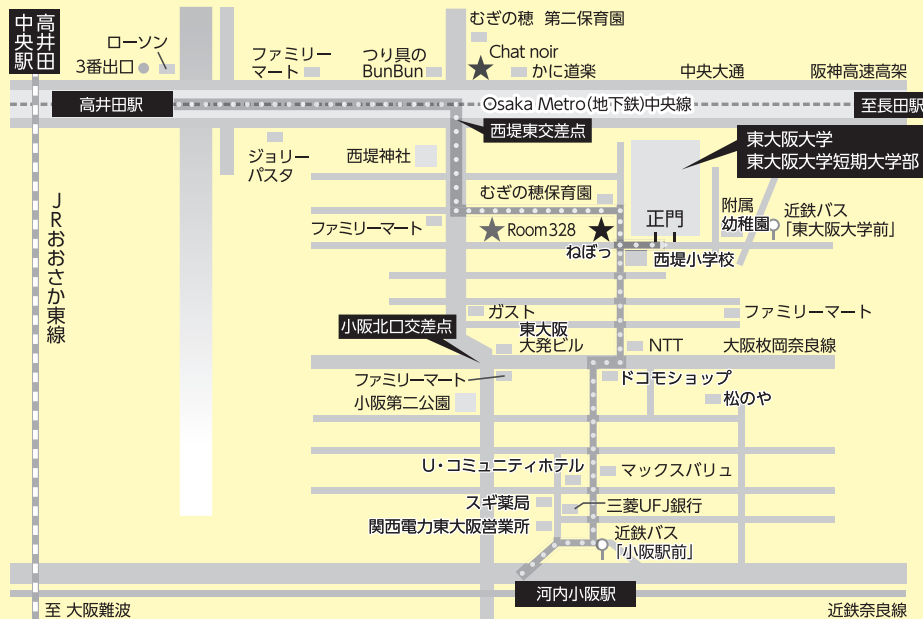 高井田
中央駅
ローソン
3番出口
ファミリー
マート
つり具の
BunBun
むぎの穂 第二保育園
Chat noir
かに道楽
中央大通
阪神高速高架
高井田駅
Osaka Metro(地下鉄)中央線
至長田駅
西堤東交差点
東大阪大学
東大阪大学短期大学部
ジョリー
パスタ
西堤神社
むぎの穂保育園
正門
附属
幼稚園
近鉄バス
「東大阪大学前」
ファミリーマート
Room328
ねぼっ
西堤小学校
JRおおさか東線
ガスト
ファミリーマート
小阪北口交差点
東大阪
大発ビル
NTT
大阪枚岡奈良線
ファミリーマート
ドコモショップ
小阪第二公園
松のや
U・コミュニティホテル
マックスバリュ
スギ薬局
三菱UFJ銀行
関西電力東大阪営業所
近鉄バス
「小阪駅前」
河内小阪駅
至 大阪難波
近鉄奈良線